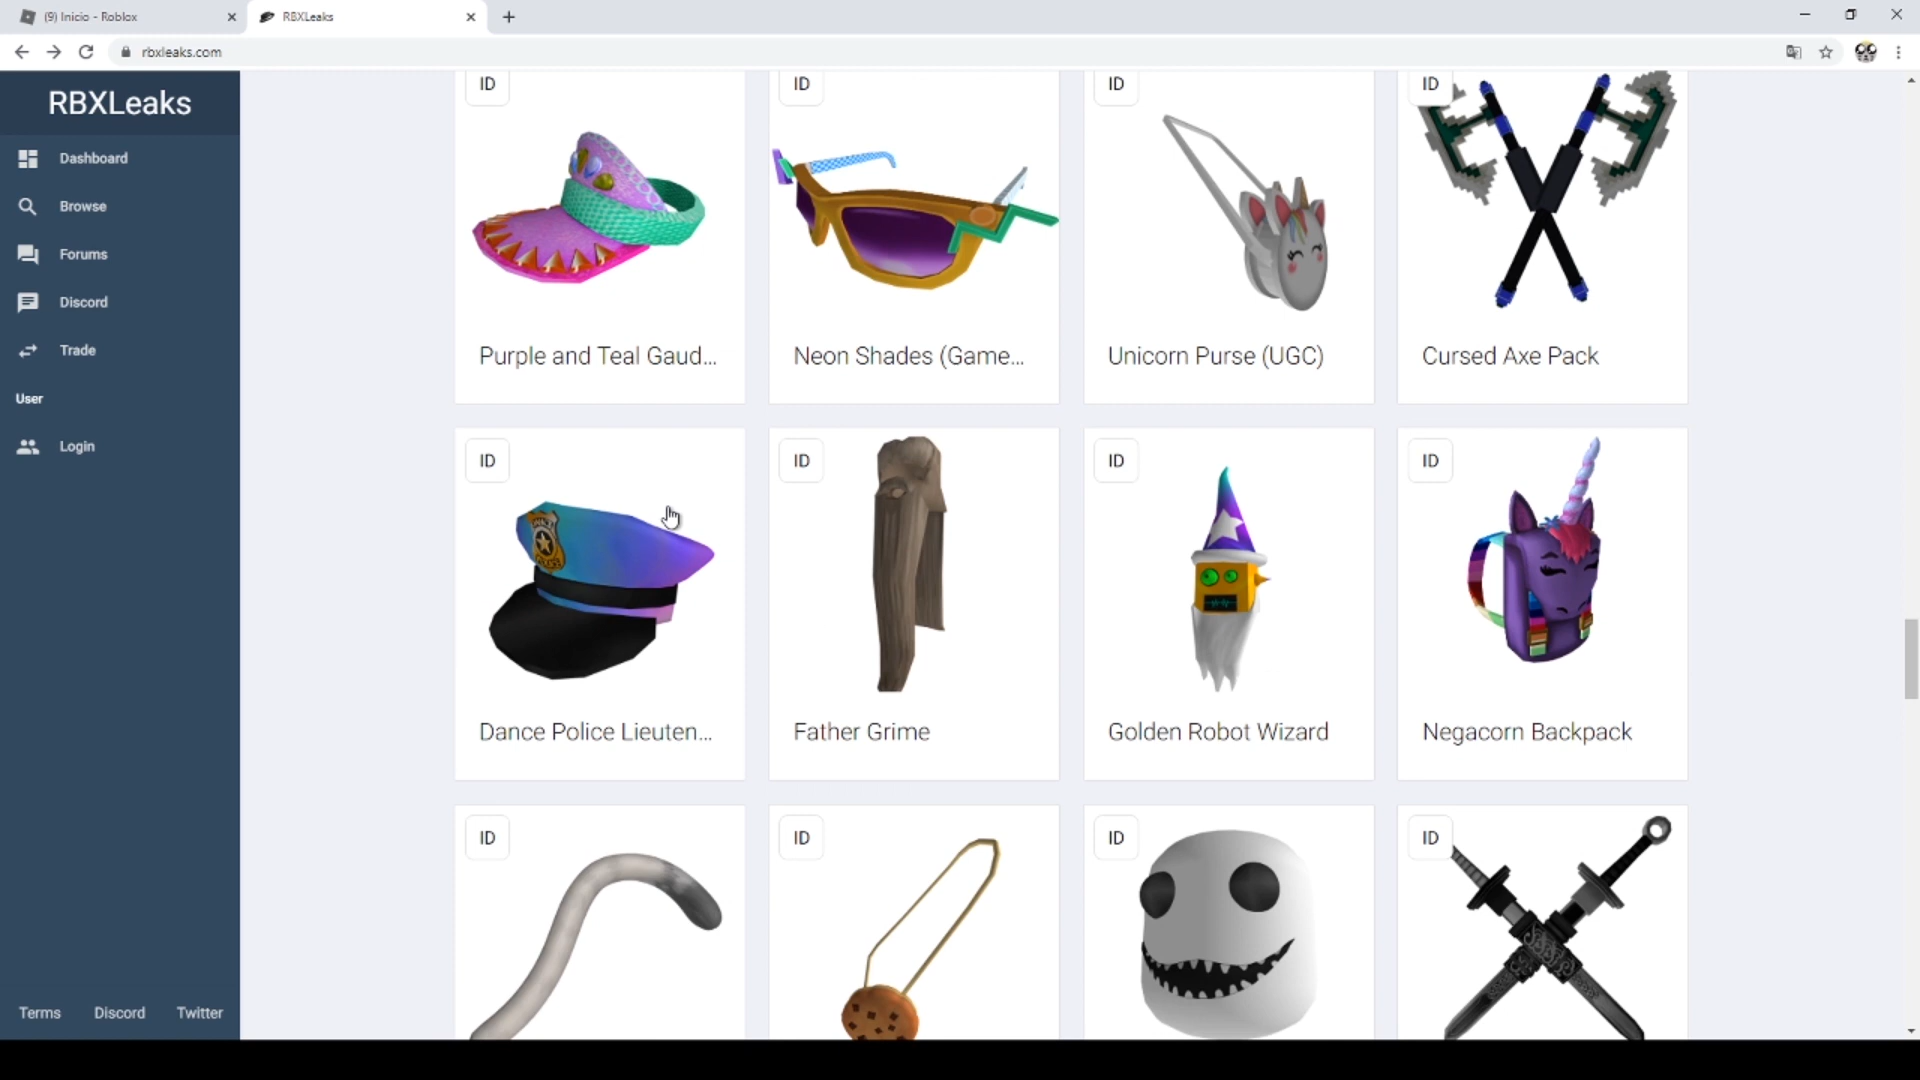 (9) Inicio - Roblox
RBXLeaks
rbxleaks.com
RBXLeaks
Dashboard
Browse
Forums
Discord
Trade
User
Login
Terms Discord Twitter
ID ID ID ID
Purple and Teal Gaud... Neon Shades (Game... Unicorn Purse (UGC) Cursed Axe Pack
ID ID ID ID
Dance Police Lieuten... Father Grime Golden Robot Wizard Negacorn Backpack
ID ID ID ID